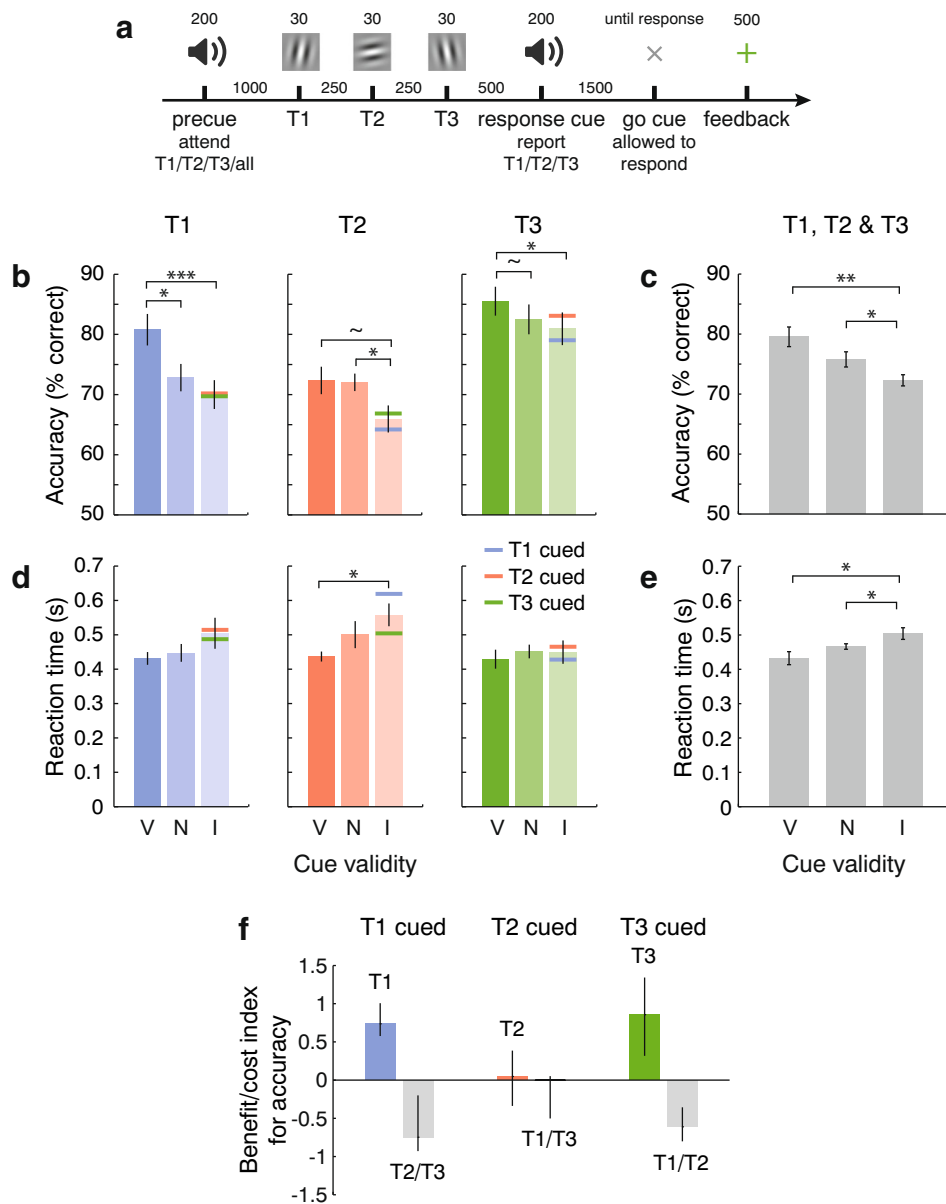 a
200 30 30 30 200 until response 500
1000 250 250 500 1500
precue T1 T2 T3 response cue go cue feedback
attend report allowed to
T1/T2/T3/all T1/T2/T3 respond
T1 T2 T3 T1, T2 & T3
b
Accuracy (% correct)
90
80
70
60
50
***
*
~
*
*
~
c
Accuracy (% correct)
90
80
70
60
50
**
*
d
Reaction time (s)
0.7
0.6
0.5
0.4
0.3
0.2
0.1
0
*
T1 cued
T2 cued
T3 cued
V N I V N I V N I
Cue validity
e
Reaction time (s)
0.7
0.6
0.5
0.4
0.3
0.2
0.1
0
*
*
V N I
Cue validity
f
T1 cued T2 cued T3 cued
Benefit/cost index
for accuracy
1.5
1
0.5
0
-0.5
-1
-1.5
T1
T2/T3
T2
T1/T3
T3
T1/T2